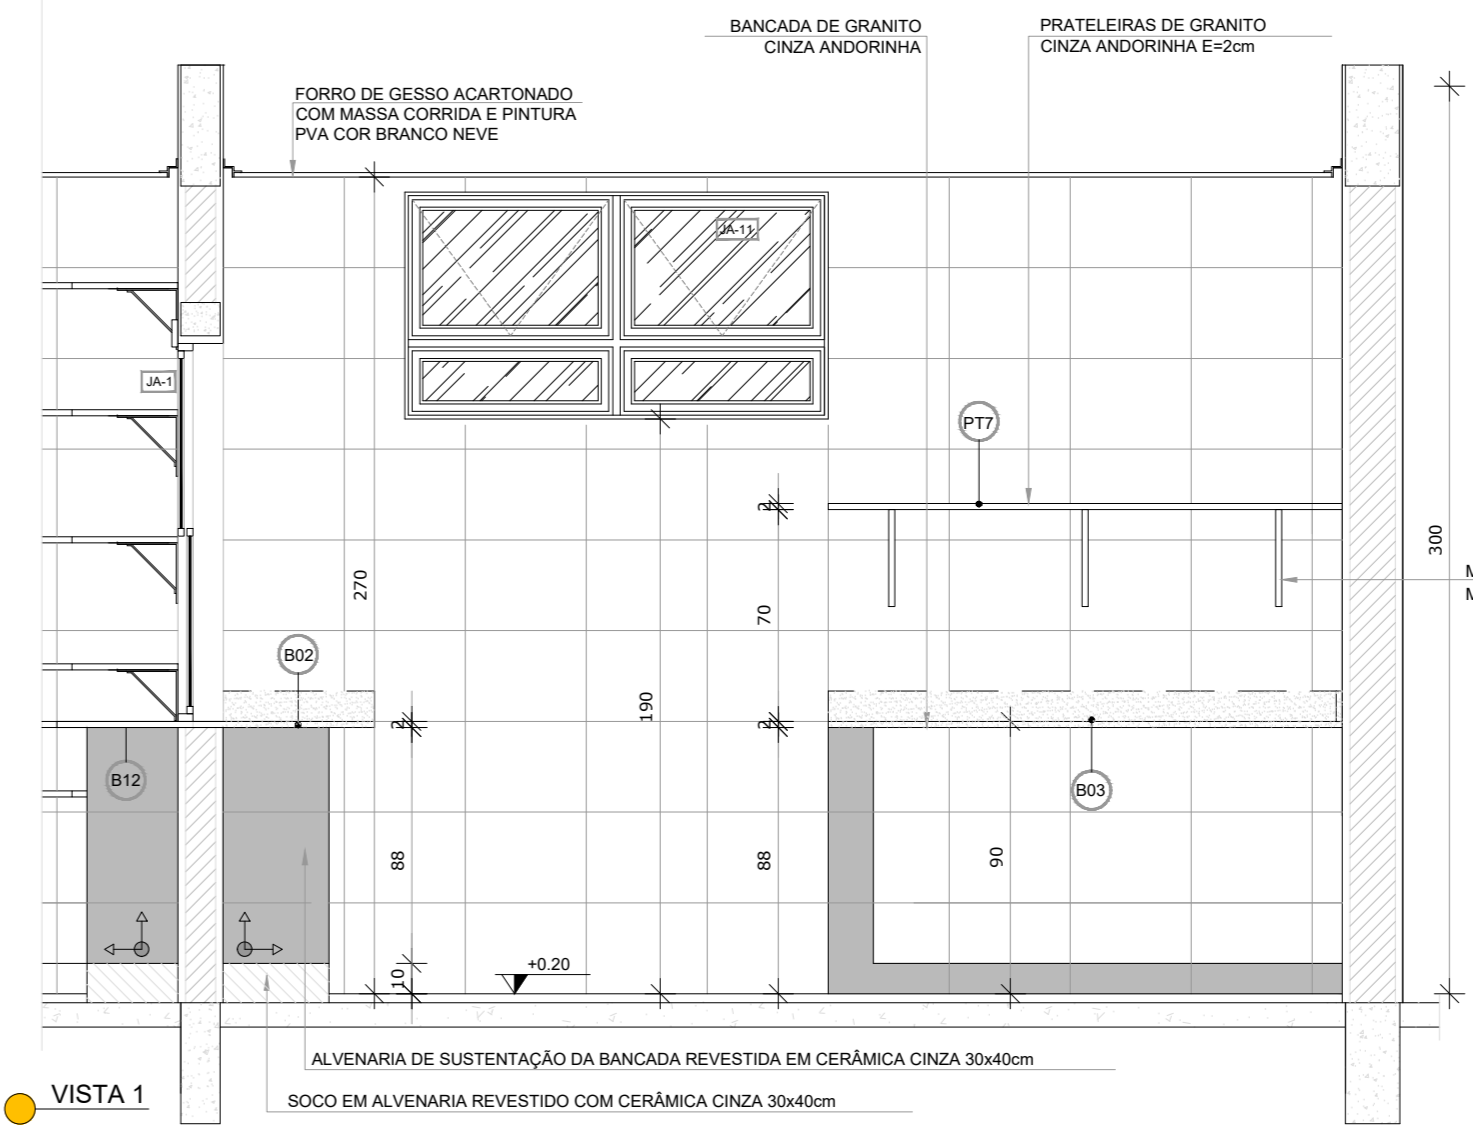 BANCADA DE GRANITO
CINZA ANDORINHA
PRATELEIRAS DE GRANITO
CINZA ANDORINHA E=2cm
FORRO DE GESSO ACARTONADO
COM MASSA CORRIDA E PINTURA
PVA COR BRANCO NEVE
JA-11
JA-1
PT7
2
300
270
70
B02
190
2
2
B12
B03
88
88
90
+0.20
10
ALVENARIA DE SUSTENTAÇÃO DA BANCADA REVESTIDA EM CERÂMICA CINZA 30x40cm
VISTA 1
SOCO EM ALVENARIA REVESTIDO COM CERÂMICA CINZA 30x40cm